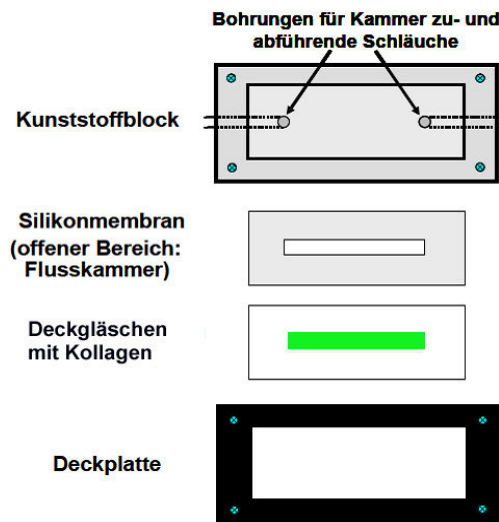 Bohrungen für Kammer zu- und
abführende Schläuche
Kunststoffblock
Silikonmembran
(offener Bereich:
Flusskammer)
Deckgläschen
mit Kollagen
Deckplatte